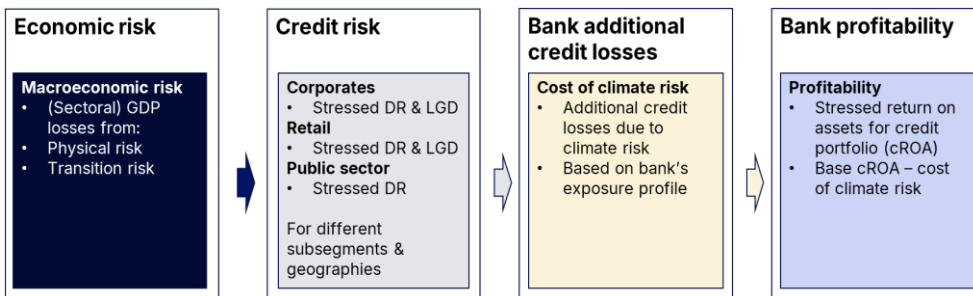 Economic risk
Macroeconomic risk
• (Sectoral) GDP
losses from:
• Physical risk
• Transition risk
Credit risk
Corporates
• Stressed DR & LGD
Retail
• Stressed DR & LGD
Public sector
• Stressed DR
For different
subsegments &
geographies
Bank additional
credit losses
Cost of climate risk
• Additional credit
losses due to
climate risk
• Based on bank's
exposure profile
Bank profitability
Profitability
• Stressed return on
assets for credit
portfolio (cROA)
• Base cROA – cost
of climate risk